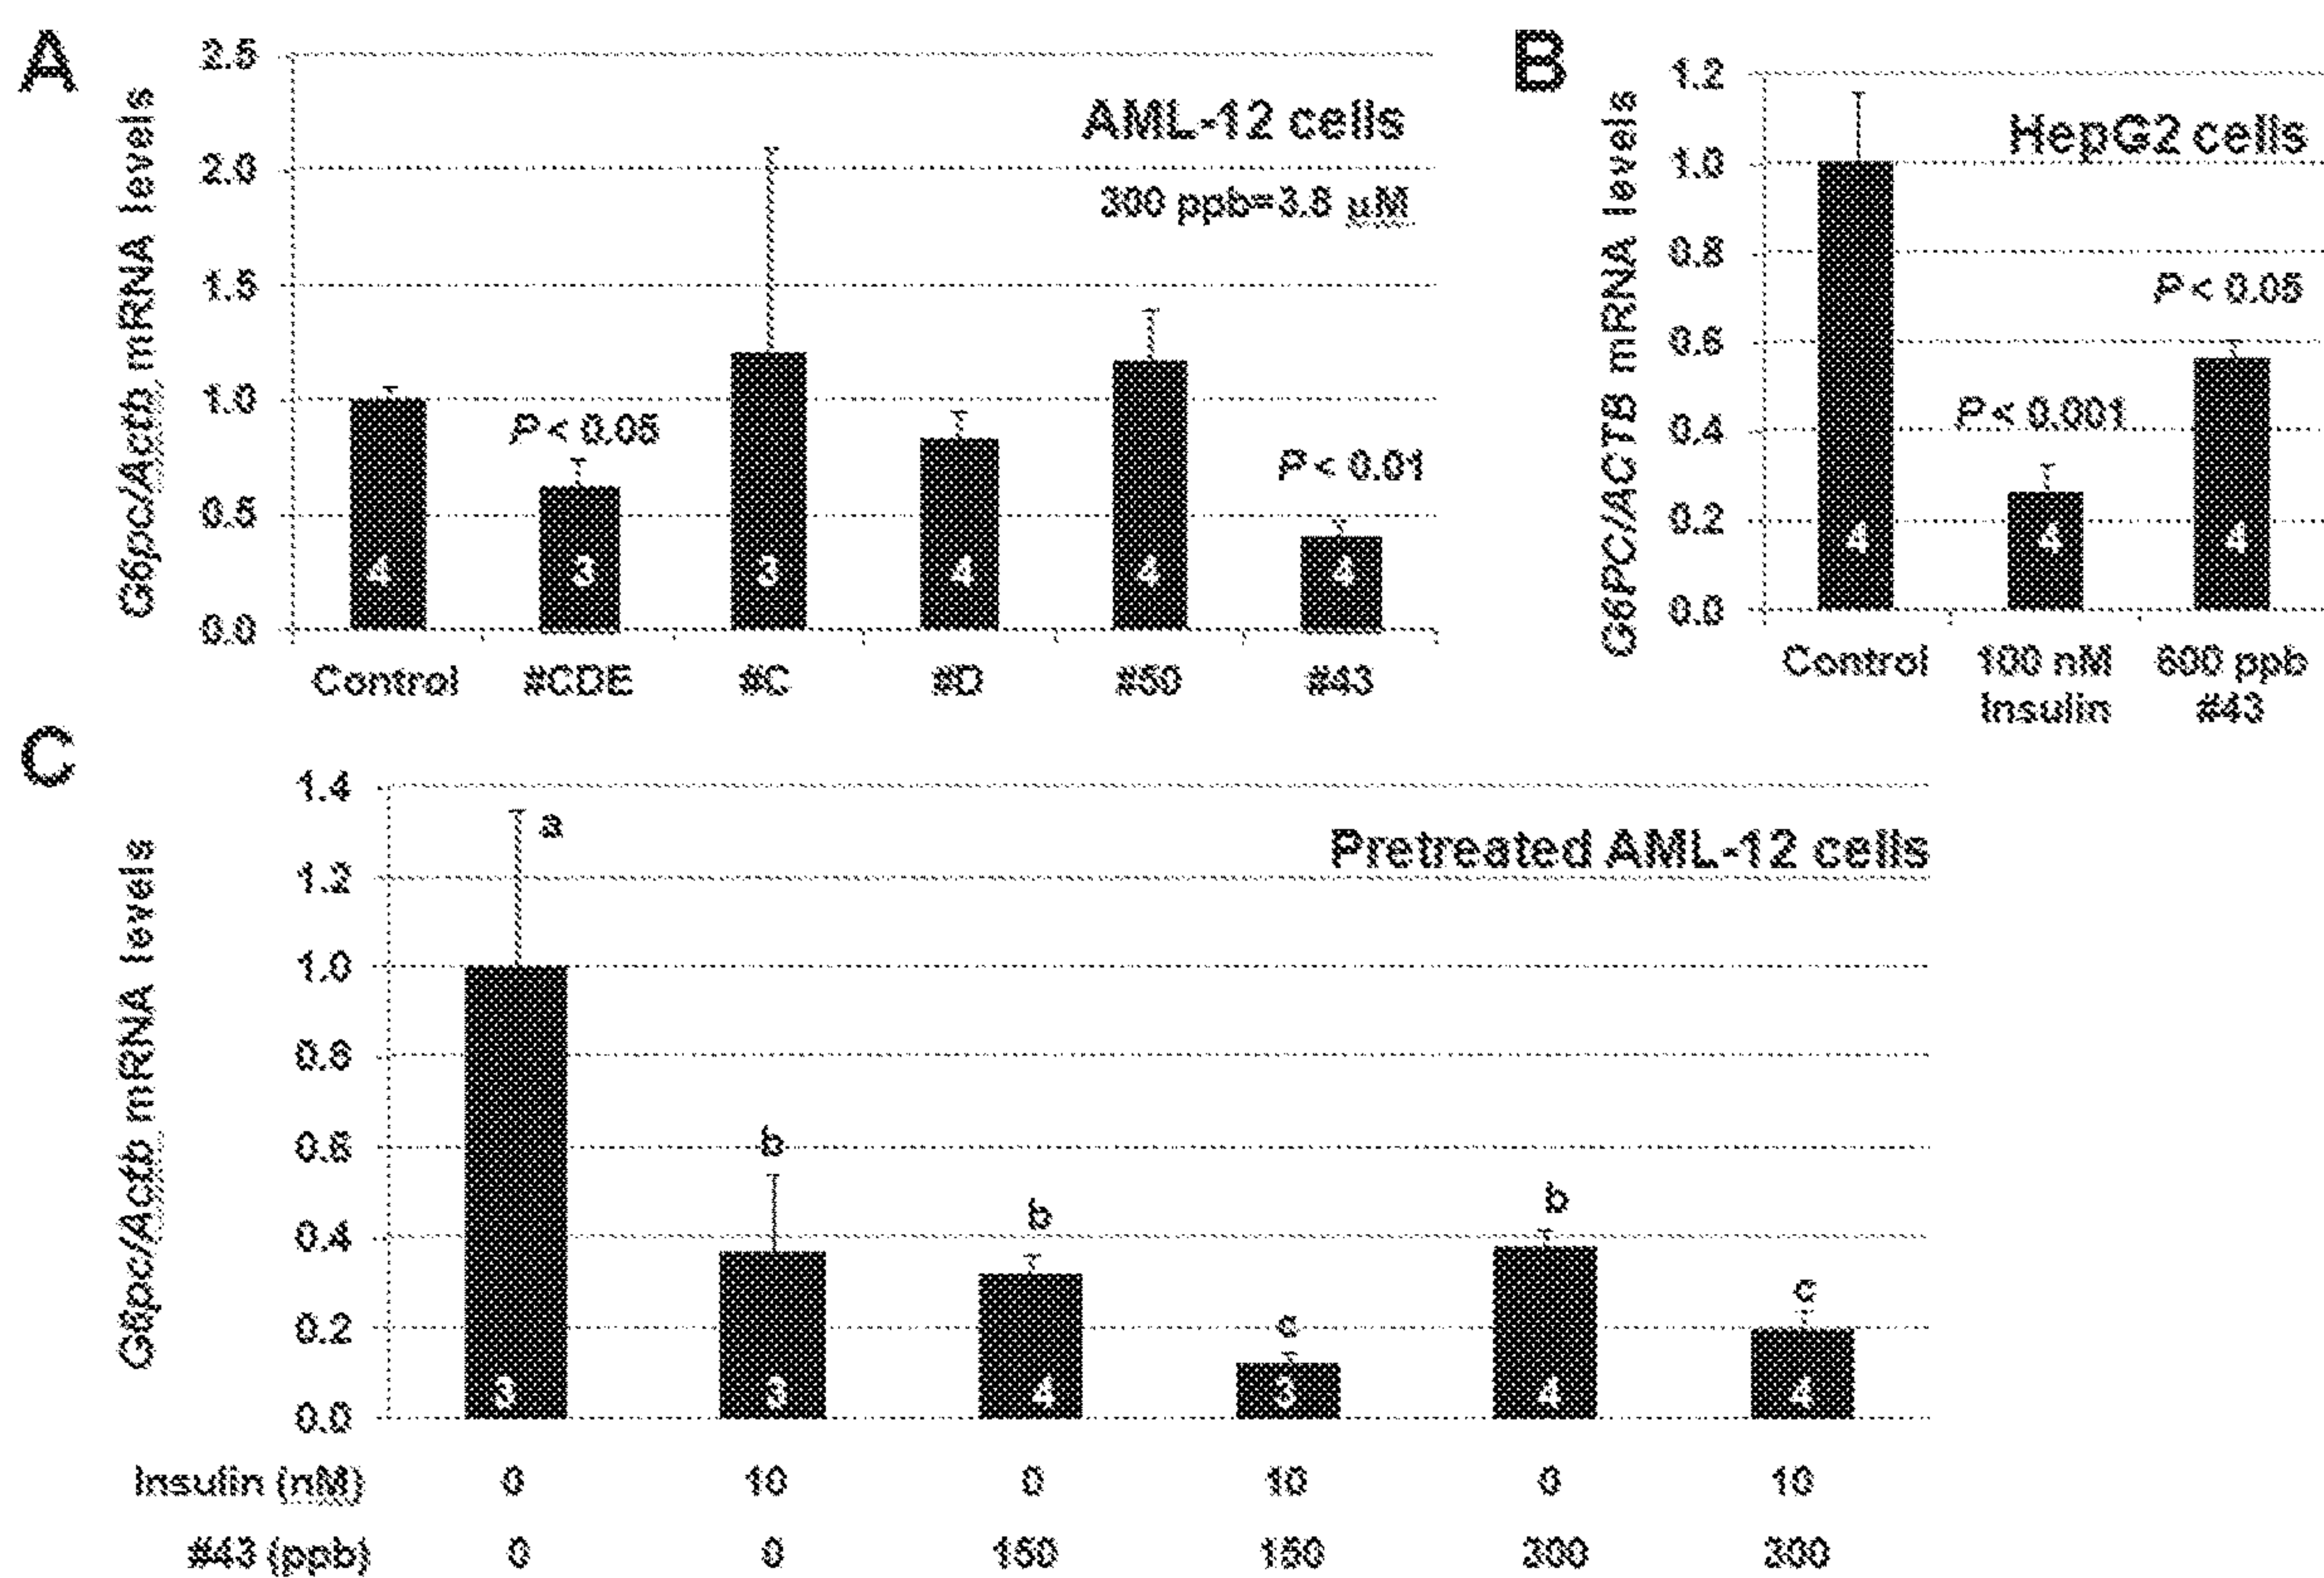 A
G6pc/Actb mRNA levels
2.5
2.0
1.5
1.0
0.5
0.0
AML-12 cells
300 ppb=3.8 µM
P < 0.05
P < 0.01
4
3
3
4
4
4
Control #CDE #C #D #50 #43
B
G6PC/ACTB mRNA levels
1.2
1.0
0.8
0.6
0.4
0.2
0.0
HepG2 cells
P < 0.05
P < 0.001
4
4
4
Control 100 nM 600 ppb
Insulin #43
C
G6pc/Actb mRNA levels
1.4
1.2
1.0
0.8
0.6
0.4
0.2
0.0
Pretreated AML-12 cells
a
b
b
c
b
c
3
3
4
3
4
4
Insulin (nM) 0 10 0 10 0 10
#43 (ppb) 0 0 150 150 300 300